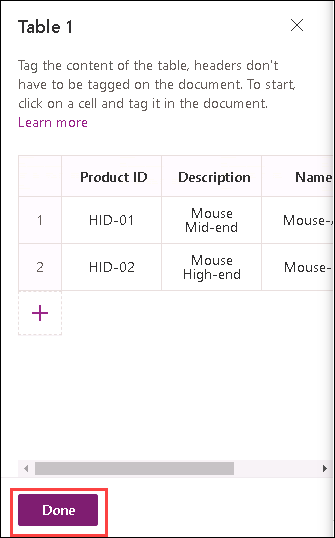 Table 1
Tag the content of the table, headers don't
have to be tagged on the document. To start,
click on a cell and tag it in the document.
Learn more
Product ID Description Name
1 HID-01 Mouse Mid-end Mouse-
2 HID-02 Mouse High-end Mouse-
Done